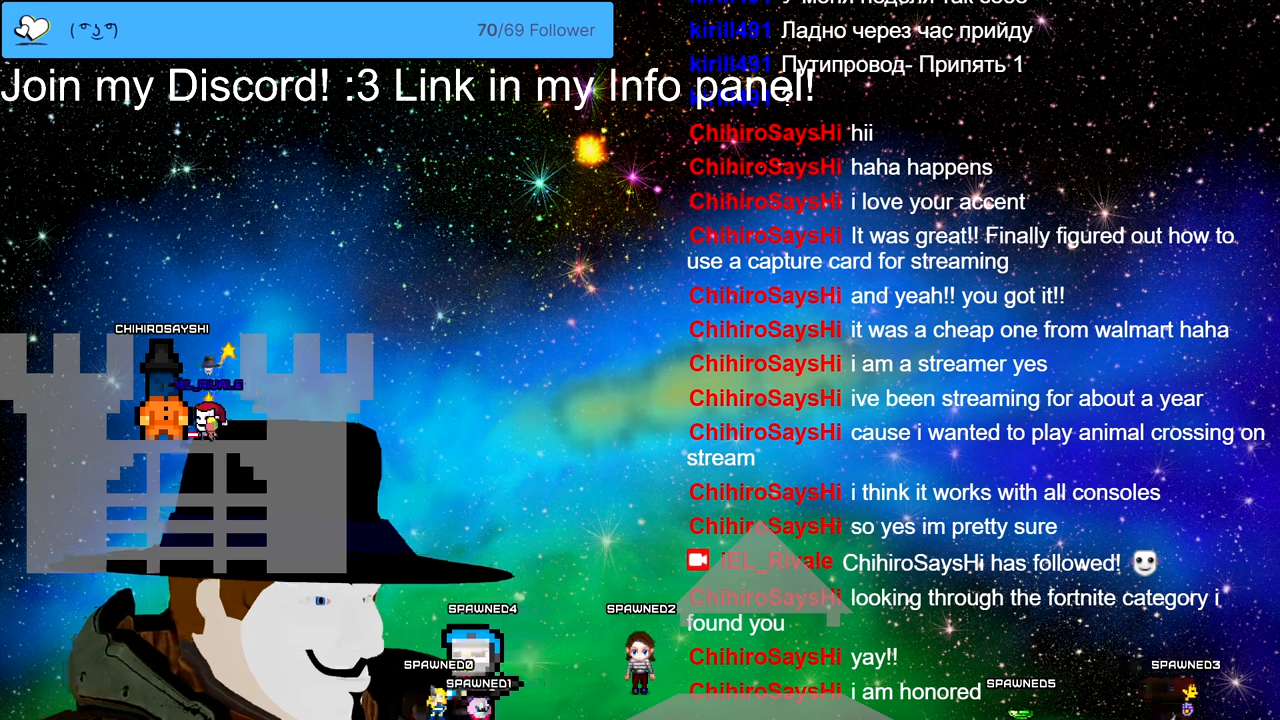 ( ͡° ͜ʖ ͡°)
70/69 Follower
Join my Discord! :3 Link in my Info panel!
kirill491 Ладно через час прийду
kirill491 Путипровод- Припять 1
kirill491 ?
ChihiroSaysHi hii
ChihiroSaysHi haha happens
ChihiroSaysHi i love your accent
ChihiroSaysHi It was great!! Finally figured out how to
use a capture card for streaming
ChihiroSaysHi and yeah!! you got it!!
ChihiroSaysHi it was a cheap one from walmart haha
ChihiroSaysHi i am a streamer yes
ChihiroSaysHi ive been streaming for about a year
ChihiroSaysHi cause i wanted to play animal crossing on
stream
ChihiroSaysHi i think it works with all consoles
ChihiroSaysHi so yes im pretty sure
iEL_Rivale ChihiroSaysHi has followed!
ChihiroSaysHi looking through the fortnite category i
found you
ChihiroSaysHi yay!!
ChihiroSaysHi i am honored
CHIHIROSAYSHI
IEL_RIVALE
SPAWNED4
SPAWNED2
SPAWNED0
SPAWNED1
SPAWNED3
SPAWNED5